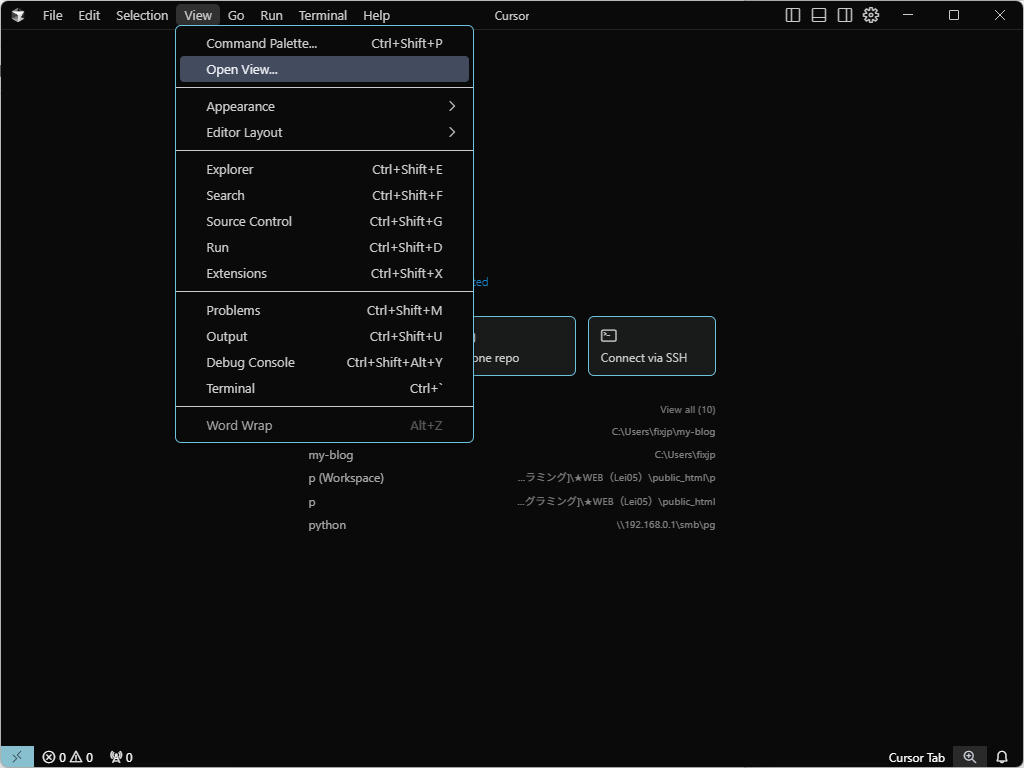 File Edit Selection View Go Run Terminal Help Cursor
Command Palette... Ctrl+Shift+P
Open View...
Appearance
Editor Layout
Explorer Ctrl+Shift+E
Search Ctrl+Shift+F
Source Control Ctrl+Shift+G
Run Ctrl+Shift+D
Extensions Ctrl+Shift+X
Problems Ctrl+Shift+M
Output Ctrl+Shift+U
Debug Console Ctrl+Shift+Alt+Y
Terminal Ctrl+`
Word Wrap Alt+Z
repo
Connect via SSH
View all (10)
C:\Users\fixjp\my-blog
my-blog C:\Users\fixjp
p (Workspace) ...ラミング]\★WEB（Lei05）\public_html\p
p ...グラミング]\★WEB（Lei05）\public_html
python \\192.168.0.1\smb\pg
0 0 0 Cursor Tab